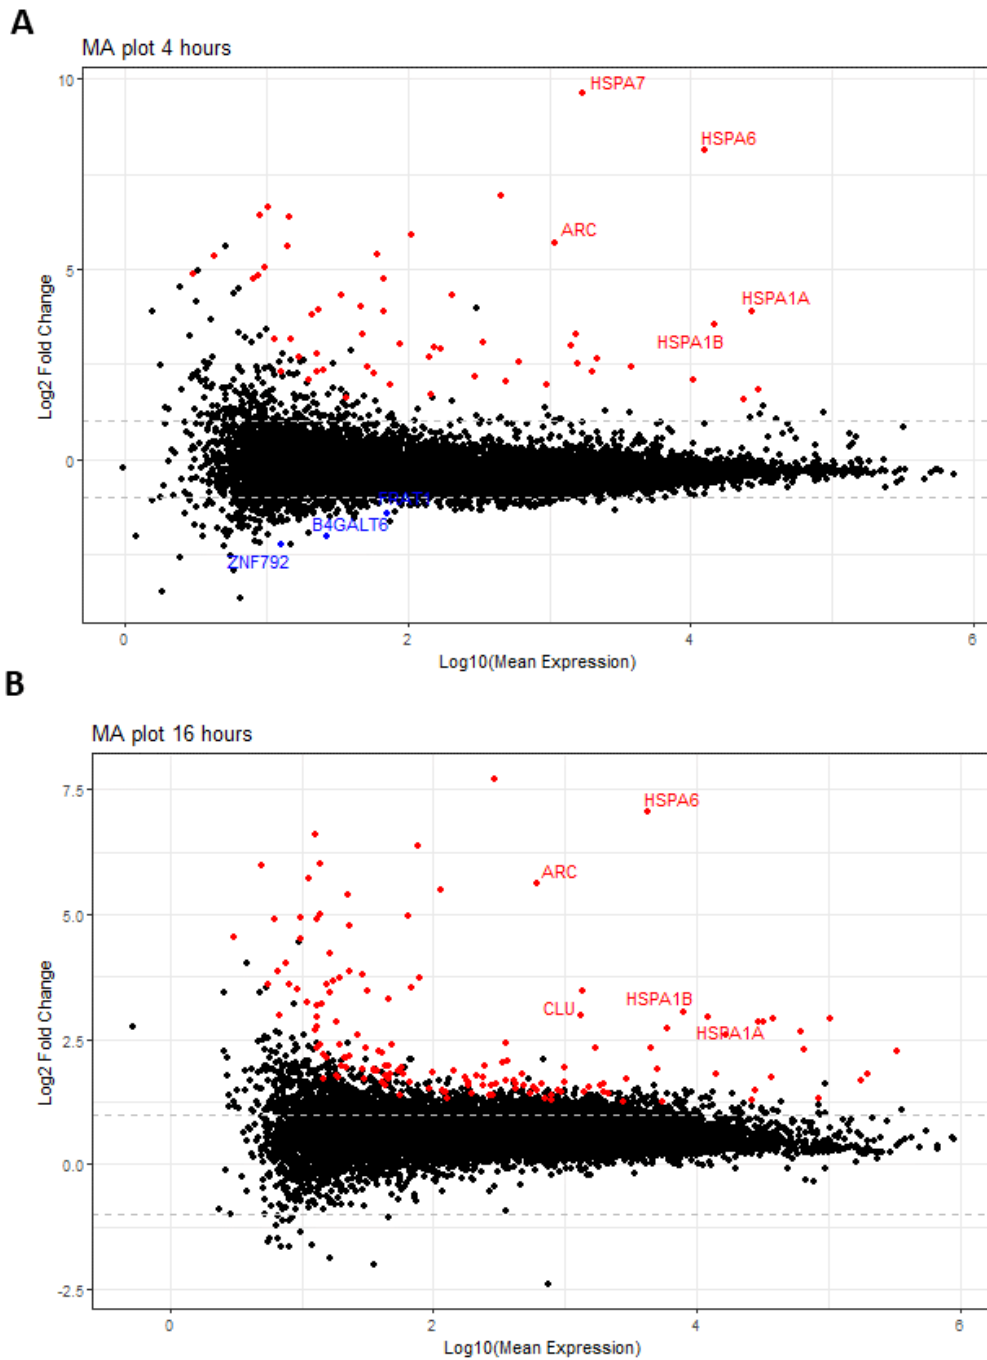 A
MA plot 4 hours
10
HSPA7
HSPA6
ARC
5
HSPA1A
HSPA1B
Log2 Fold Change
0
FRAT1
B4GALT6
ZNF792
0
2
4
6
Log10(Mean Expression)
B
MA plot 16 hours
7.5
HSPA6
ARC
5.0
CLU
HSPA1B
HSPA1A
2.5
Log2 Fold Change
0.0
-2.5
0
2
4
6
Log10(Mean Expression)